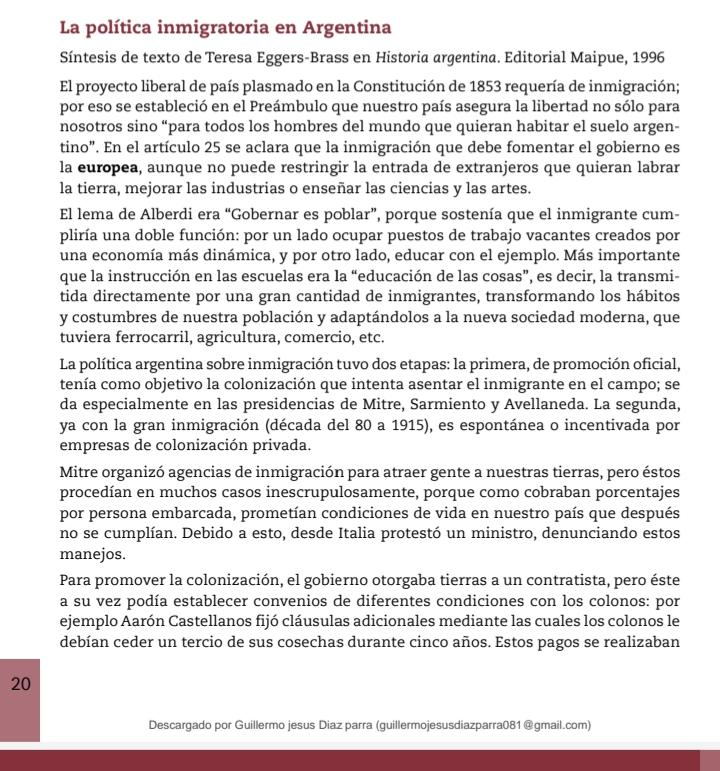 La política inmigratoria en Argentina
Síntesis de texto de Teresa Eggers-Brass en Historia argentina. Editorial Maipue, 1996
El proyecto liberal de país plasmado en la Constitución de 1853 requería de inmigración;
por eso se estableció en el Preámbulo que nuestro país asegura la libertad no sólo para
nosotros sino “para todos los hombres del mundo que quieran habitar el suelo argen-
tino”. En el artículo 25 se aclara que la inmigración que debe fomentar el gobierno es
la europea, aunque no puede restringir la entrada de extranjeros que quieran labrar
la tierra, mejorar las industrias o enseñar las ciencias y las artes.
El lema de Alberdi era “Gobernar es poblar”, porque sostenía que el inmigrante cum-
pliría una doble función: por un lado ocupar puestos de trabajo vacantes creados por
una economía más dinámica, y por otro lado, educar con el ejemplo. Más importante
que la instrucción en las escuelas era la “educación de las cosas”, es decir, la transmi-
tida directamente por una gran cantidad de inmigrantes, transformando los hábitos
y costumbres de nuestra población y adaptándolos a la nueva sociedad moderna, que
tuviera ferrocarril, agricultura, comercio, etc.
La política argentina sobre inmigración tuvo dos etapas: la primera, de promoción oficial,
tenía como objetivo la colonización que intenta asentar el inmigrante en el campo; se
da especialmente en las presidencias de Mitre, Sarmiento y Avellaneda. La segunda,
ya con la gran inmigración (década del 80 a 1915), es espontánea o incentivada por
empresas de colonización privada.
Mitre organizó agencias de inmigración para atraer gente a nuestras tierras, pero éstos
procedían en muchos casos inescrupulosamente, porque como cobraban porcentajes
por persona embarcada, prometían condiciones de vida en nuestro país que después
no se cumplían. Debido a esto, desde Italia protestó un ministro, denunciando estos
manejos.
Para promover la colonización, el gobierno otorgaba tierras a un contratista, pero éste
a su vez podía establecer convenios de diferentes condiciones con los colonos: por
ejemplo Aarón Castellanos fijó cláusulas adicionales mediante las cuales los colonos le
debían ceder un tercio de sus cosechas durante cinco años. Estos pagos se realizaban
20
Descargado por Guillermo jesus Diaz parra (guillermojesusdiazparra081@gmail.com)